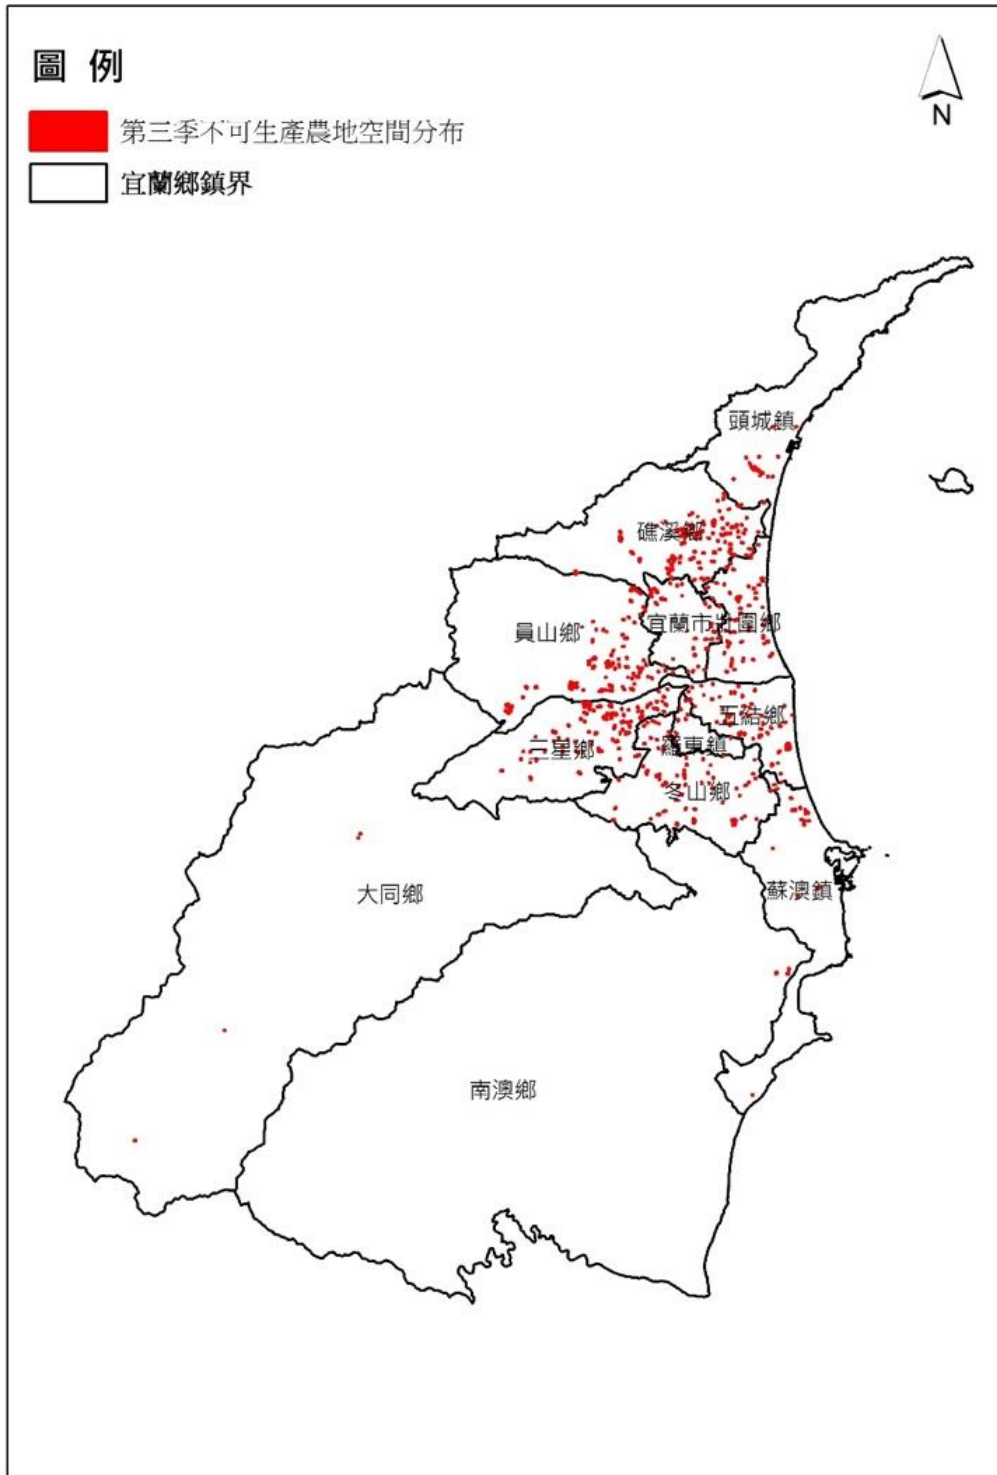 圖 例
第三季不可生產農地空間分布
宜蘭鄉鎮界
N
頭城鎮
礁溪鄉
宜蘭市
壯圍鄉
員山鄉
五結鄉
羅東鎮
三星鄉
冬山鄉
蘇澳鎮
大同鄉
南澳鄉